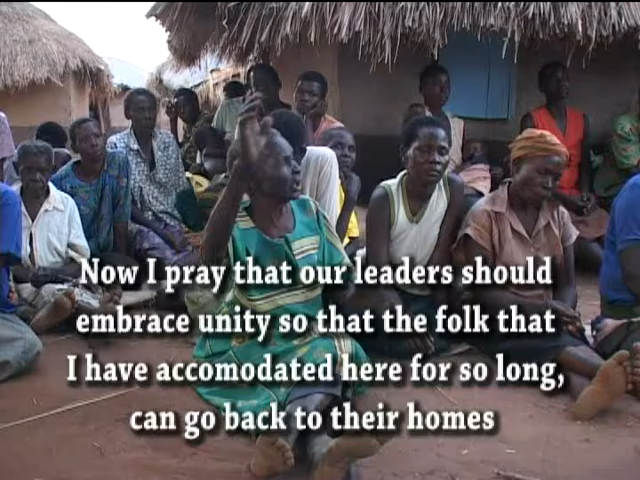 Now I pray that our leaders should
embrace unity so that the folk that
I have accomodated here for so long,
can go back to their homes